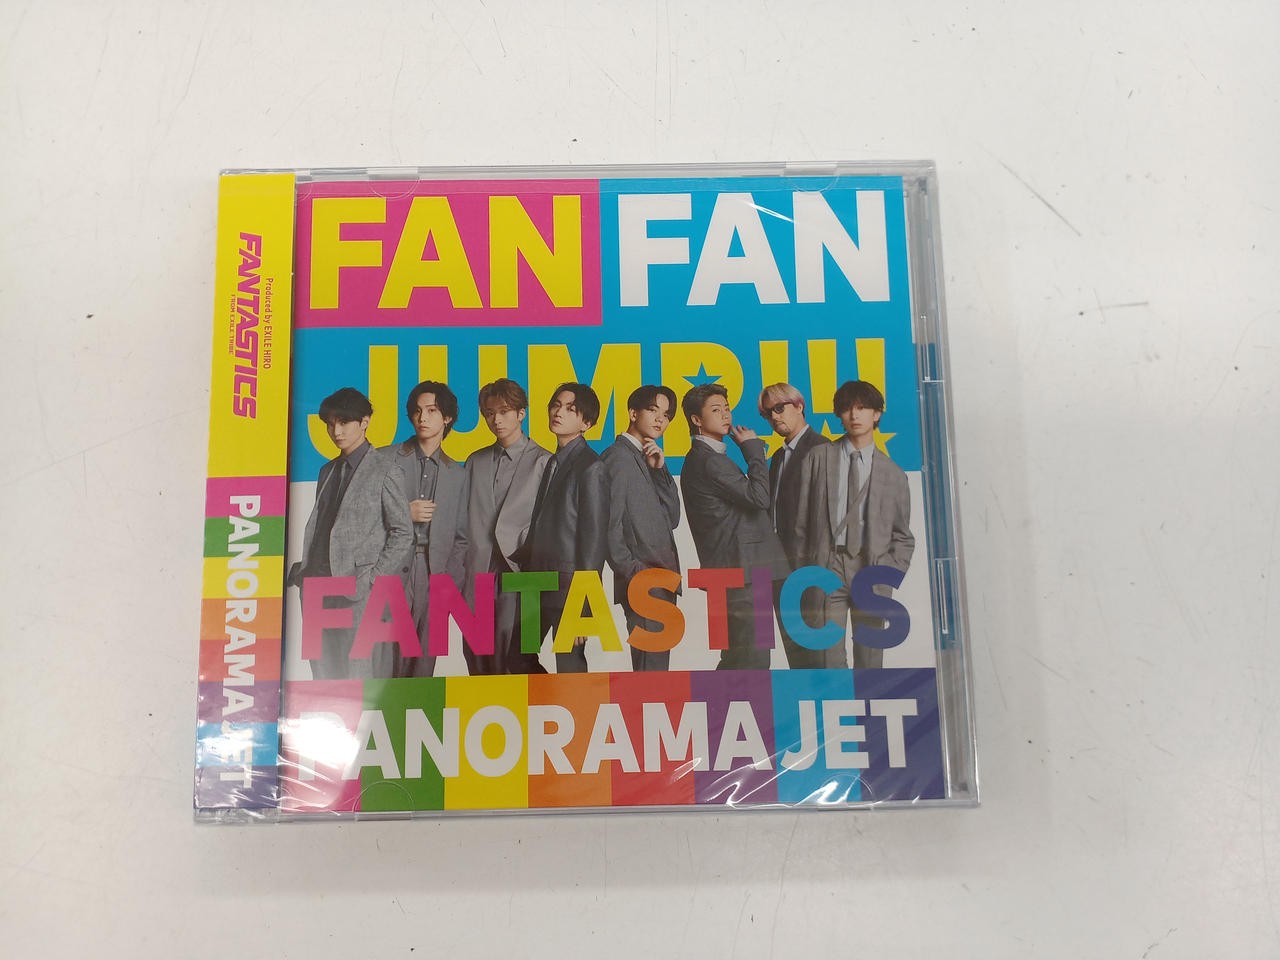 FAN FAN
JUMP!!!
FANTASTICS
PANORAMA JET
Produced by EXILE HIRO
FANTASTICS
FROM EXILE TRIBE
PANORAMA JET